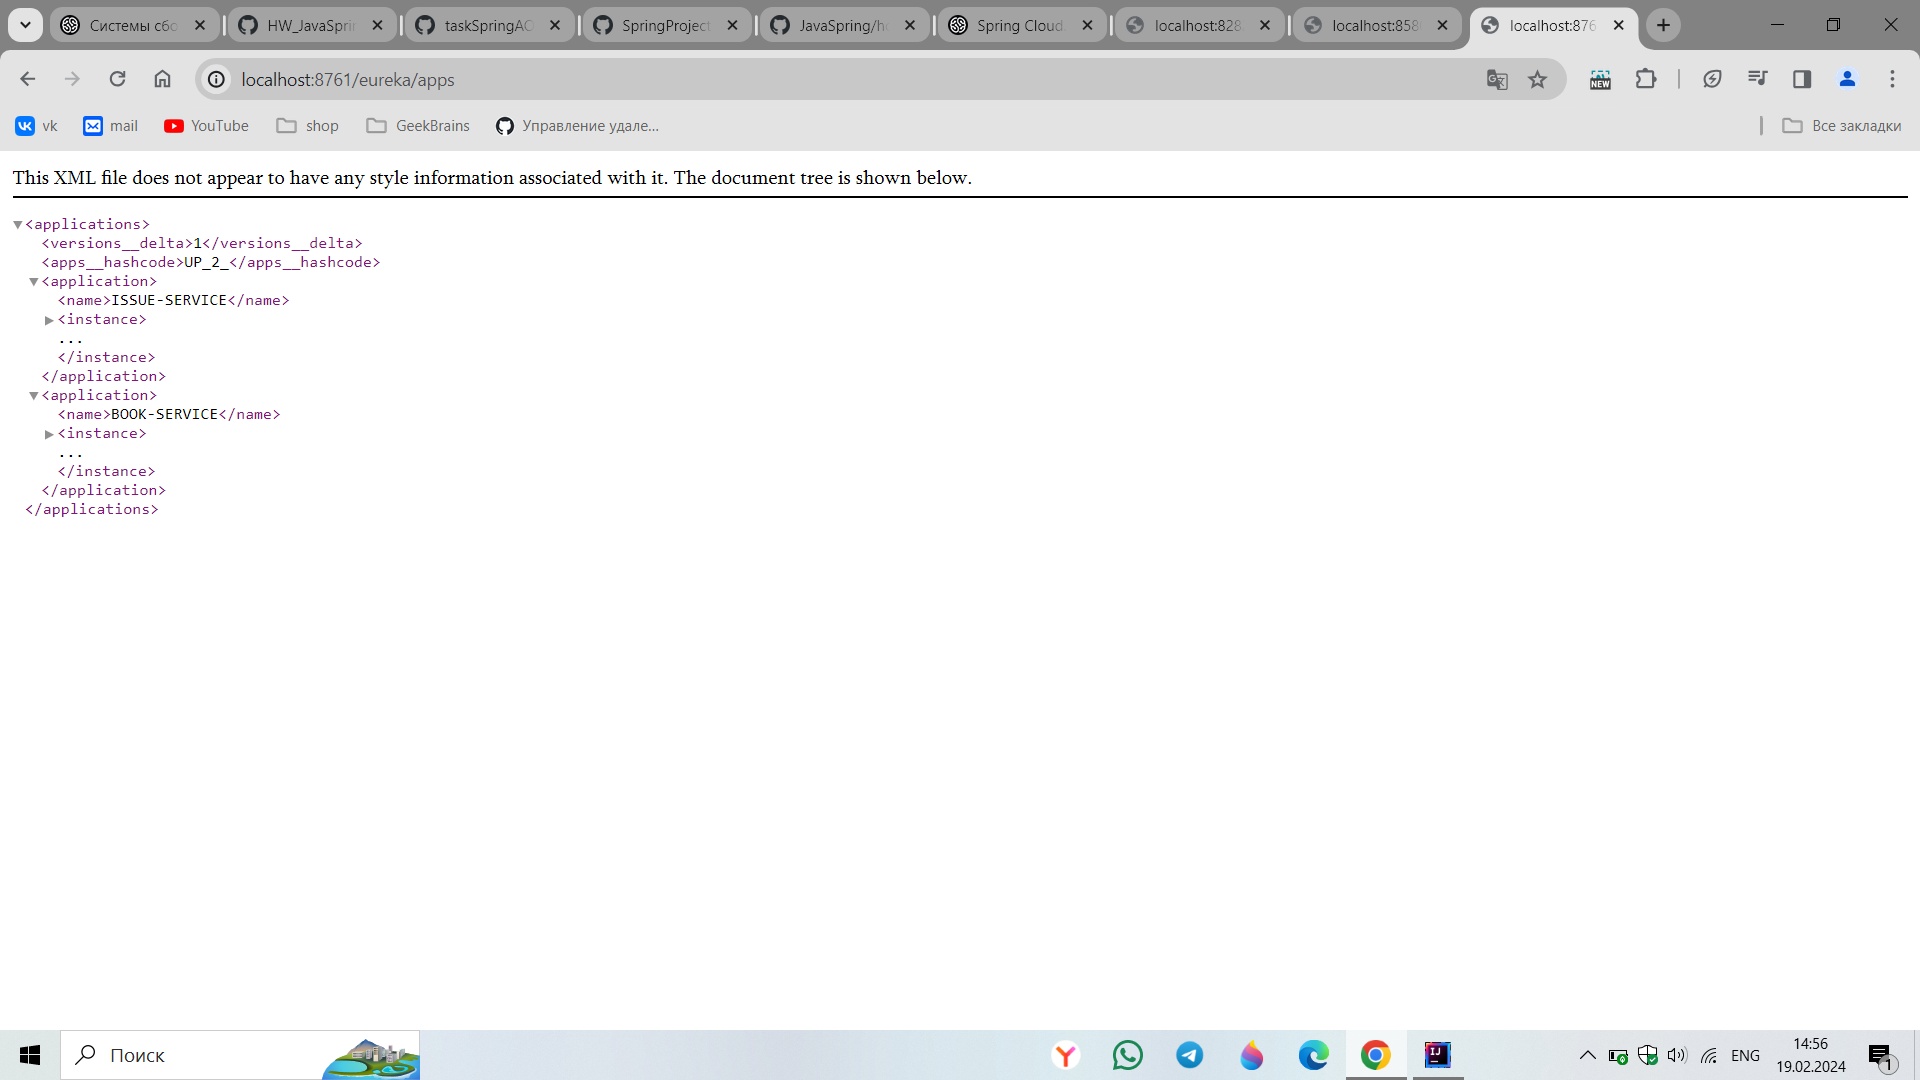 Системы сбо
HW_JavaSpri
taskSpringAO
SpringProject
JavaSpring/ho
Spring Cloud.
localhost:828
localhost:858
localhost:876
localhost:8761/eureka/apps
NEW
vk
mail
YouTube
shop
GeekBrains
Управление удале...
Все закладки
This XML file does not appear to have any style information associated with it. The document tree is shown below.
<applications>
<versions__delta>1</versions__delta>
<apps__hashcode>UP_2_</apps__hashcode>
<application>
<name>ISSUE-SERVICE</name>
<instance>
...
</instance>
</application>
<application>
<name>BOOK-SERVICE</name>
<instance>
...
</instance>
</application>
</applications>
Поиск
ENG
14:56
19.02.2024
1